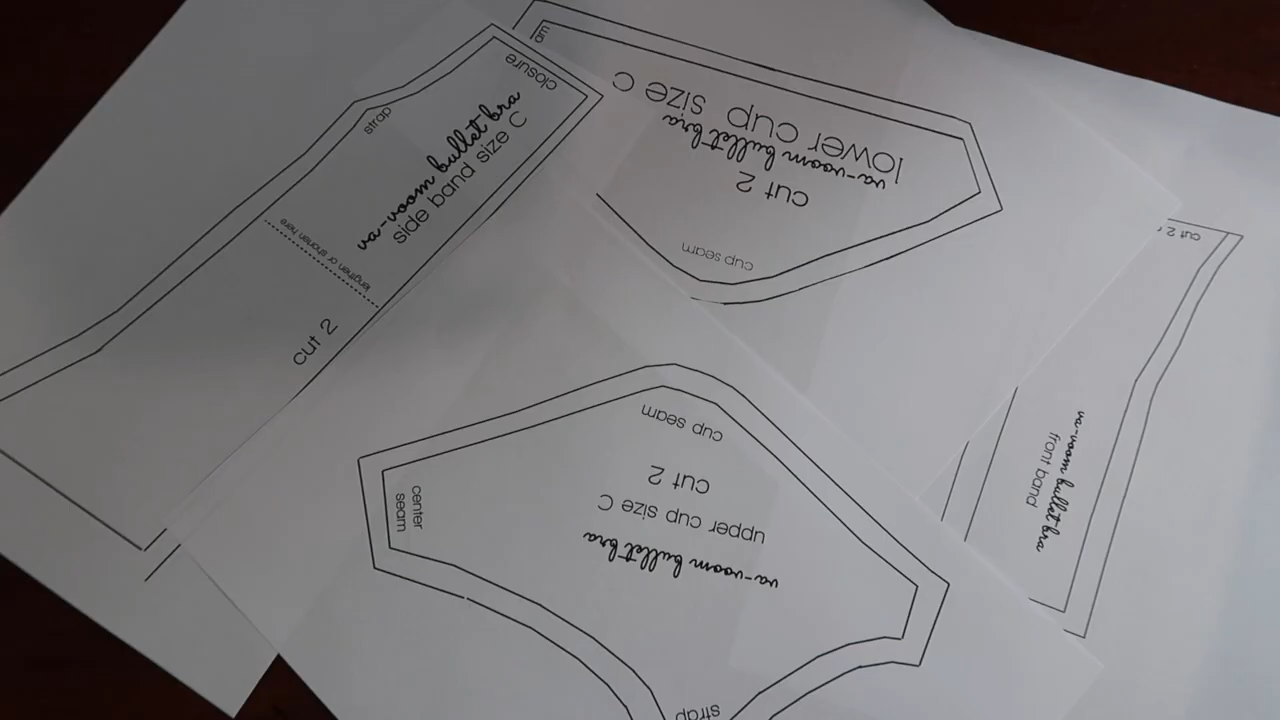 closure
strap
va-voom bullet bra
side band size C
lengthen or shorten here
cut 2
lower cup size C
va-voom bullet bra
cut 2
cup seam
cut 2
va-voom bullet bra
front band
cup seam
cut 2
upper cup size C
va-voom bullet bra
center
seam
strap